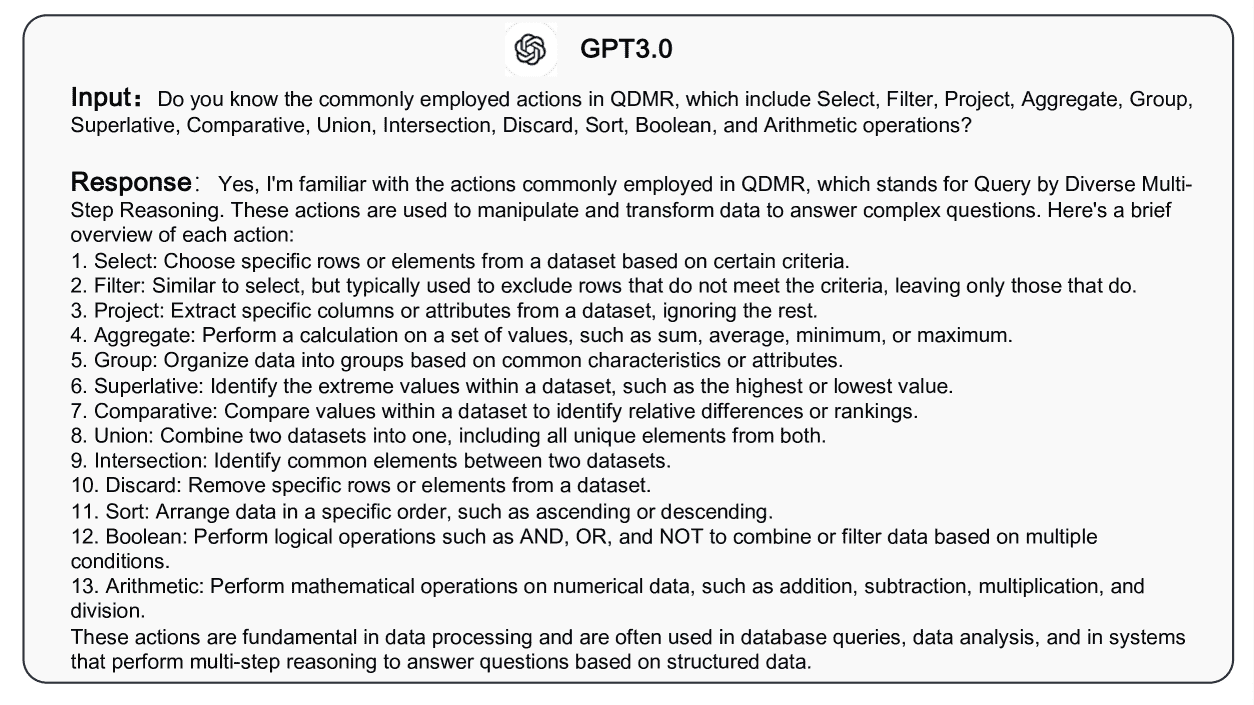 GPT3.0
Input: Do you know the commonly employed actions in QDMR, which include Select, Filter, Project, Aggregate, Group,
Superlative, Comparative, Union, Intersection, Discard, Sort, Boolean, and Arithmetic operations?
Response: Yes, I'm familiar with the actions commonly employed in QDMR, which stands for Query by Diverse Multi-
Step Reasoning. These actions are used to manipulate and transform data to answer complex questions. Here's a brief
overview of each action:
1. Select: Choose specific rows or elements from a dataset based on certain criteria.
2. Filter: Similar to select, but typically used to exclude rows that do not meet the criteria, leaving only those that do.
3. Project: Extract specific columns or attributes from a dataset, ignoring the rest.
4. Aggregate: Perform a calculation on a set of values, such as sum, average, minimum, or maximum.
5. Group: Organize data into groups based on common characteristics or attributes.
6. Superlative: Identify the extreme values within a dataset, such as the highest or lowest value.
7. Comparative: Compare values within a dataset to identify relative differences or rankings.
8. Union: Combine two datasets into one, including all unique elements from both.
9. Intersection: Identify common elements between two datasets.
10. Discard: Remove specific rows or elements from a dataset.
11. Sort: Arrange data in a specific order, such as ascending or descending.
12. Boolean: Perform logical operations such as AND, OR, and NOT to combine or filter data based on multiple
conditions.
13. Arithmetic: Perform mathematical operations on numerical data, such as addition, subtraction, multiplication, and
division.
These actions are fundamental in data processing and are often used in database queries, data analysis, and in systems
that perform multi-step reasoning to answer questions based on structured data.